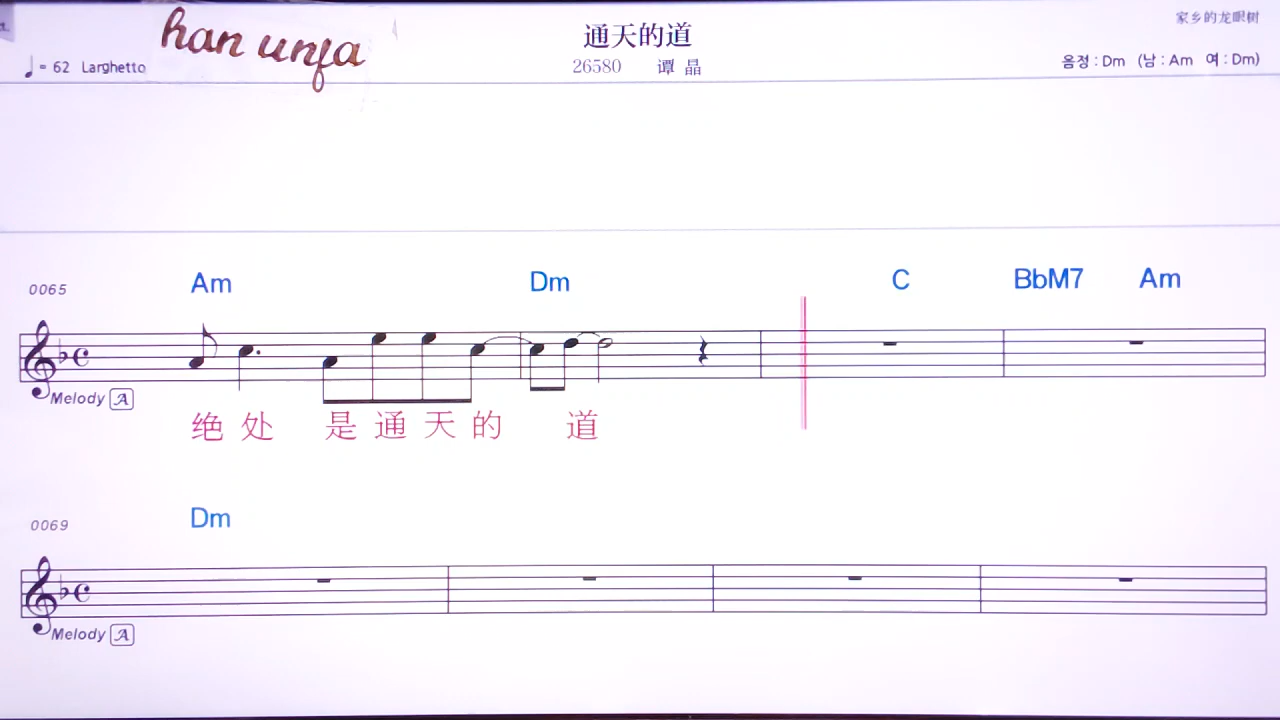 han unfa
通天的道
家乡的龙眼树
♩= 62 Larghetto
26580 谭 晶
음정 : Dm (남 : Am 여 : Dm)
0065 Am Dm C BbM7 Am
Melody A
绝 处 是 通 天 的 道
0069 Dm
Melody A